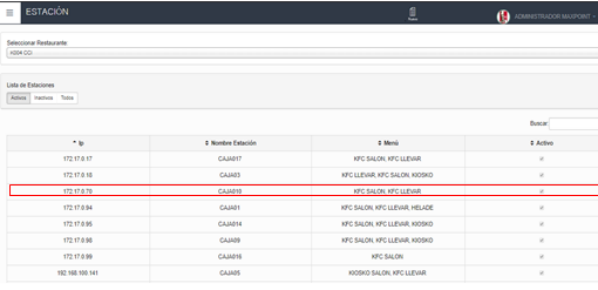 ESTACIÓN
ADMINISTRADOR MAXPOINT
Seleccionar Restaurante
K004 CCI
Lista de Estaciones
Activos Inactivos Todos
Buscar
Ip Nombre Estación Menú Activo
172.17.0.17 CAJA017 KFC SALON, KFC LLEVAR
172.17.0.18 CAJA03 KFC LLEVAR, KFC SALON, KIOSKO
172.17.0.79 CAJA010 KFC SALON, KFC LLEVAR
172.17.0.94 CAJA01 KFC SALON, KFC LLEVAR, HELADE
172.17.0.95 CAJA014 KFC SALON, KFC LLEVAR, KIOSKO
172.17.0.98 CAJA09 KFC SALON, KFC LLEVAR, KIOSKO
172.17.0.99 CAJA016 KFC SALON
192.168.100.141 CAJA05 KIOSKO SALON, KFC LLEVAR